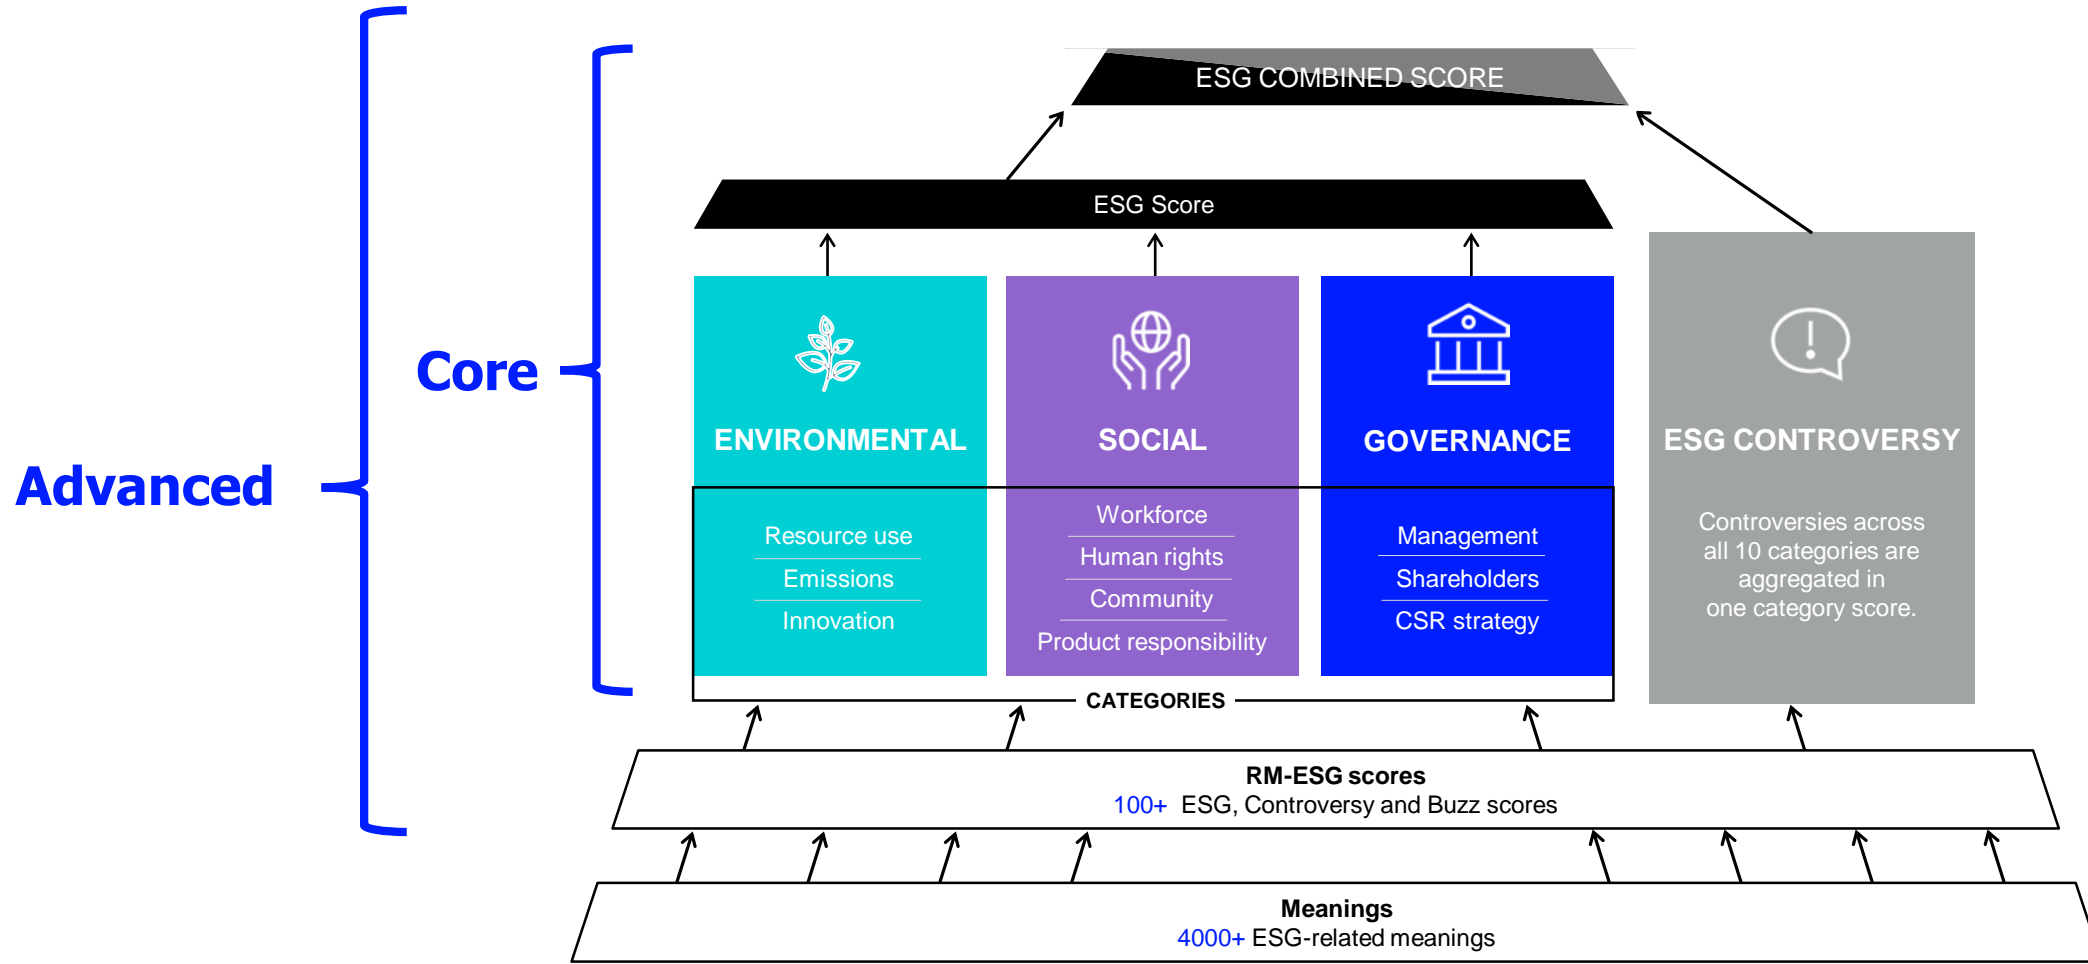 ESG COMBINED SCORE
ESG Score
Core
Advanced
ENVIRONMENTAL
Resource use
Emissions
Innovation
SOCIAL
Workforce
Human rights
Community
Product responsibility
GOVERNANCE
Management
Shareholders
CSR strategy
ESG CONTROVERSY
Controversies across
all 10 categories are
aggregated in
one category score.
CATEGORIES
RM-ESG scores
100+ ESG, Controversy and Buzz scores
Meanings
4000+ ESG-related meanings